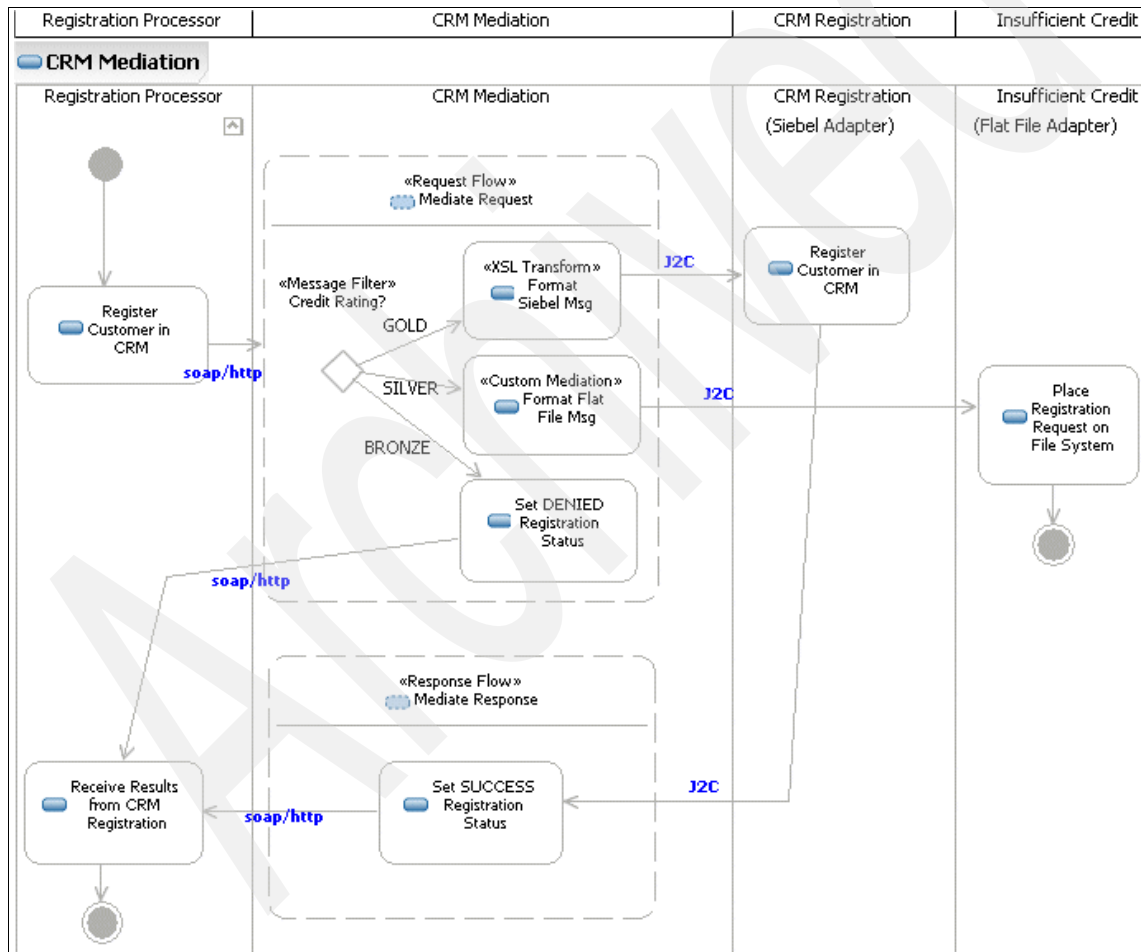 Registration Processor
CRM Mediation
CRM Registration
Insufficient Credit
CRM Mediation
Registration Processor
CRM Mediation
CRM Registration
(Siebel Adapter)
Insufficient Credit
(Flat File Adapter)
«Request Flow»
Mediate Request
Register
Customer in
CRM
soap/http
«Message Filter»
Credit Rating?
GOLD
SILVER
BRONZE
«XSL Transform»
Format
Siebel Msg
J2C
Register
Customer in
CRM
«Custom Mediation»
Format Flat
File Msg
J2C
Place
Registration
Request on
File System
Set DENIED
Registration
Status
soap/http
«Response Flow»
Mediate Response
Set SUCCESS
Registration
Status
J2C
soap/http
Receive Results
from CRM
Registration
Archived